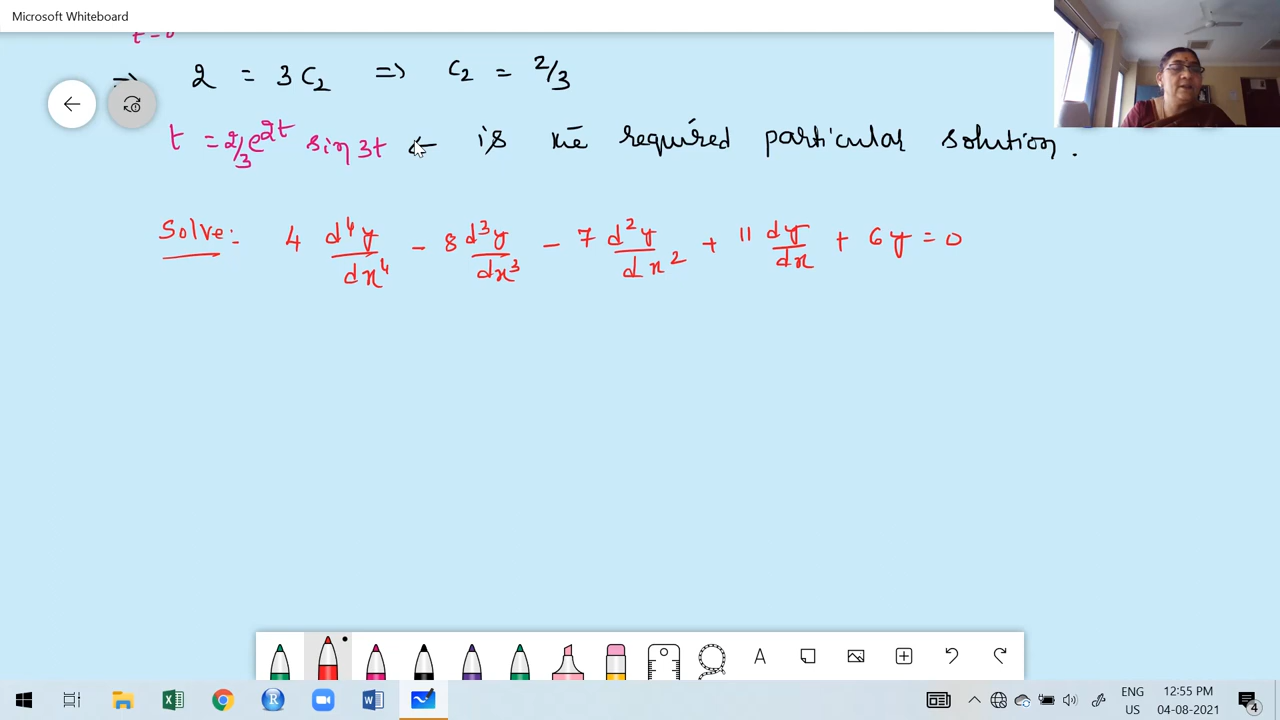 Microsoft Whiteboard
t = 0
⇒ 2 = 3 C₂ ⇒ C₂ = 2/3
t = 2/3 e^{2t} sin 3t ← is the required particular solution.
Solve: 4 d⁴y/dx⁴ - 8 d³y/dx³ - 7 d²y/dx² + 11 dy/dx + 6y = 0
A
ENG
US
12:55 PM
04-08-2021
4